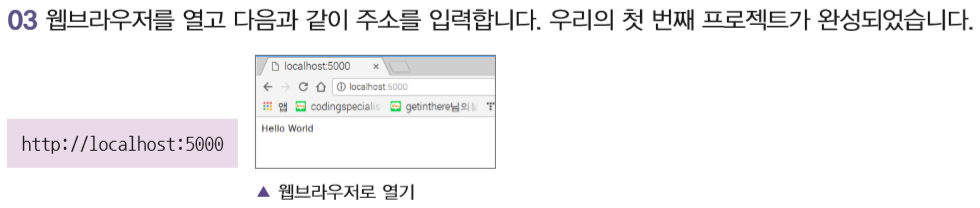 03 웹브라우저를 열고 다음과 같이 주소를 입력합니다. 우리의 첫 번째 프로젝트가 완성되었습니다.
localhost:5000 ×
localhost:5000
앱 codingspecialis getinthere님의
Hello World
http://localhost:5000
▲ 웹브라우저로 열기